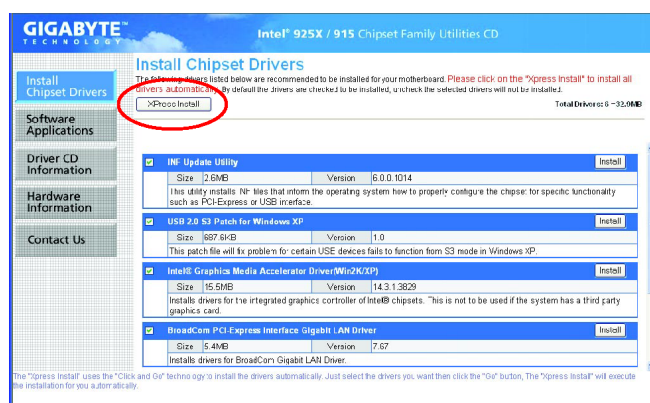 GIGABYTE™
TECHNOLOGY
Intel® 925X / 915 Chipset Family Utilities CD
Install
Chipset Drivers
Software
Applications
Driver CD
Information
Hardware
Information
Contact Us
Install Chipset Drivers
The following drivers listed below are recommended to be installed for your motherboard. Please click on the "Xpress Install" to install all
drivers automatically. By default the drivers are checked to be installed, uncheck the selected drivers will not be installed.
XPress Install
Total Drivers: 6 - 32.9MB
INF Update Utility Install
Size 2.6MB Version 6.0.0.1014
This utility installs INF files that inform the operating system how to properly configure the chipset for specific functionality
such as PCI-Express or USB interface.
USB 2.0 S3 Patch for Windows XP Install
Size 687.6KB Version 1.0
This patch file will fix problem for certain USE devices fails to function from S3 mode in Windows XP.
Intel® Graphics Media Accelerator Driver(Win2K/XP) Install
Size 15.5MB Version 14.3.1.3829
Installs drivers for the integrated graphics controller of Intel® chipsets. This is not to be used if the system has a third party
graphics card.
BroadCom PCI-Express Interface Gigabit LAN Driver Install
Size 5.4MB Version 7.67
Installs drivers for BroadCom Gigabit LAN Driver.
The "Xpress Install" uses the "Click and Go" technology to install the drivers automatically. Just select the drivers you want then click the "Go" button, The "Xpress Install" will execute
the installation for you automatically.